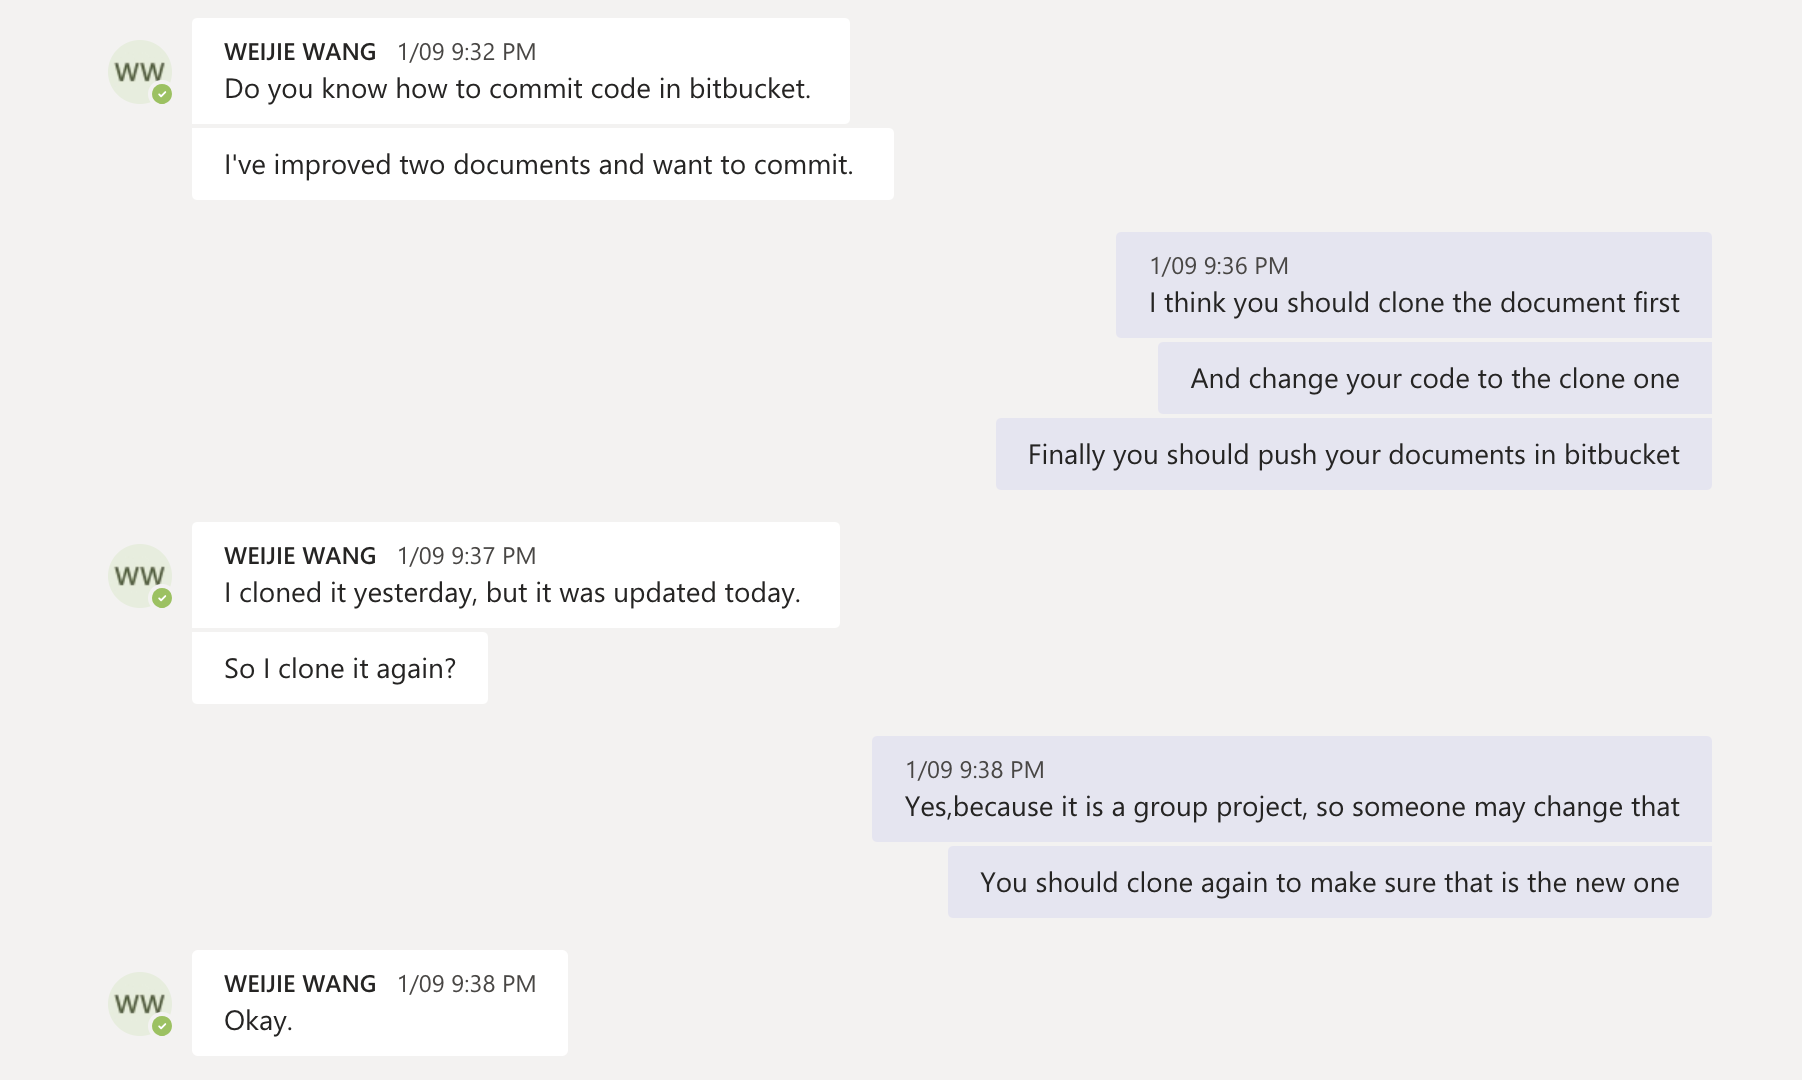 WW
WEIJIE WANG 1/09 9:32 PM
Do you know how to commit code in bitbucket.
I've improved two documents and want to commit.
1/09 9:36 PM
I think you should clone the document first
And change your code to the clone one
Finally you should push your documents in bitbucket
WW
WEIJIE WANG 1/09 9:37 PM
I cloned it yesterday, but it was updated today.
So I clone it again?
1/09 9:38 PM
Yes,because it is a group project, so someone may change that
You should clone again to make sure that is the new one
WW
WEIJIE WANG 1/09 9:38 PM
Okay.